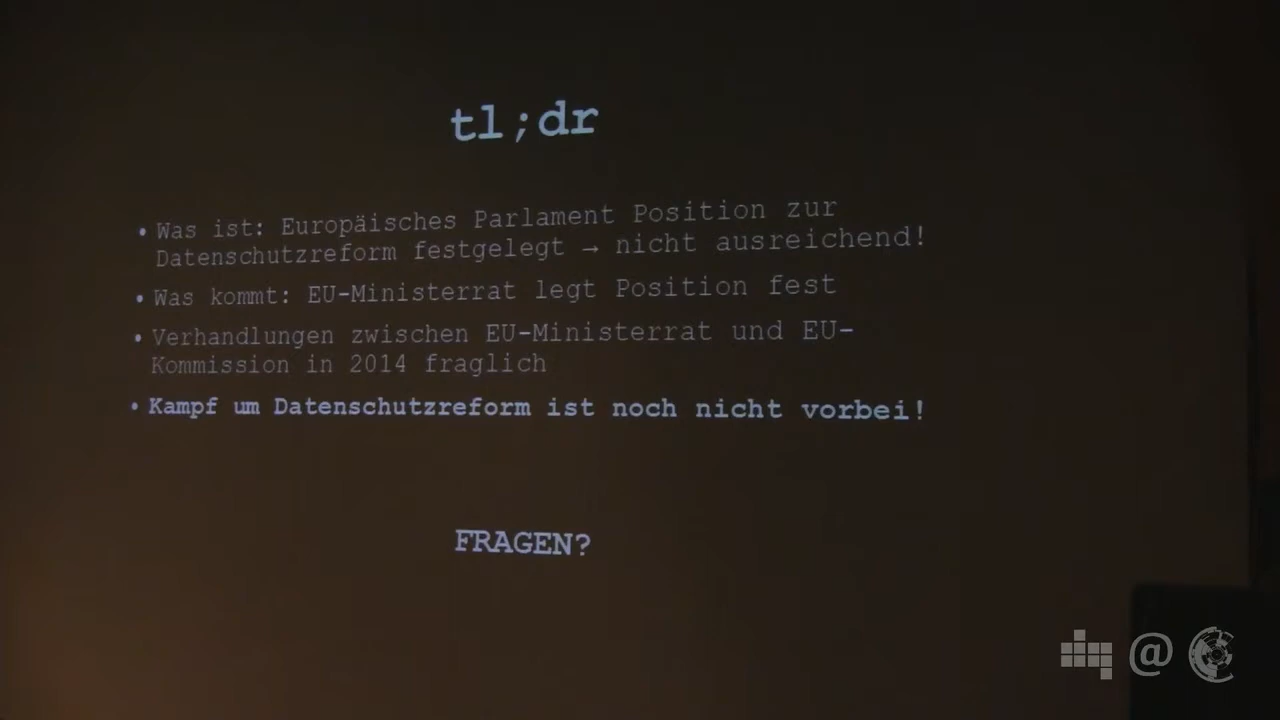 tl;dr
• Was ist: Europäisches Parlament Position zur
Datenschutzreform festgelegt → nicht ausreichend!
• Was kommt: EU-Ministerrat legt Position fest
• Verhandlungen zwischen EU-Ministerrat und EU-
Kommission in 2014 fraglich
• Kampf um Datenschutzreform ist noch nicht vorbei!
FRAGEN?
@